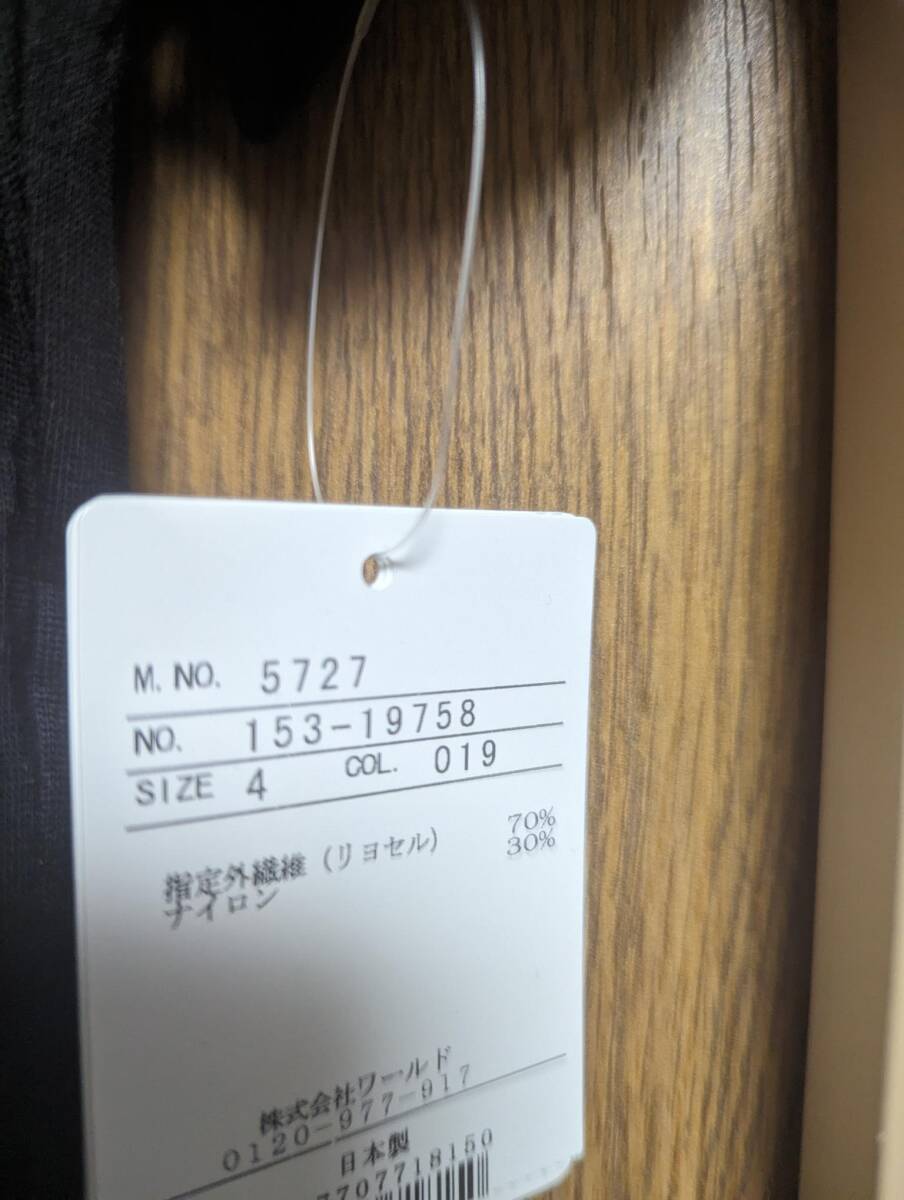 M. NO. 5727
NO. 153-19758
SIZE 4 COL. 019
指定外繊維 (リヨセル) 70%
ナイロン 30%
株式会社ワールド
0120-977-917
日本製
7707718150